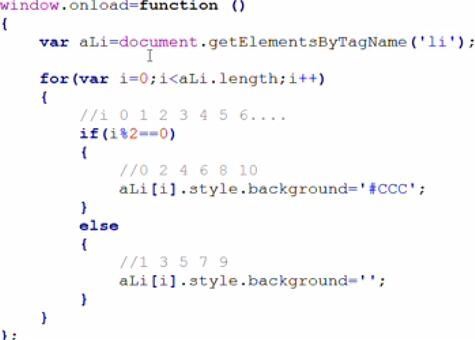 window.onload=function ()
{
var aLi=document.getElementsByTagName('li');
for(var i=0;i<aLi.length;i++)
{
//i 0 1 2 3 4 5 6....
if(i%2==0)
{
//0 2 4 6 8 10
aLi[i].style.background='#CCC';
}
else
{
//1 3 5 7 9
aLi[i].style.background='';
}
}
};